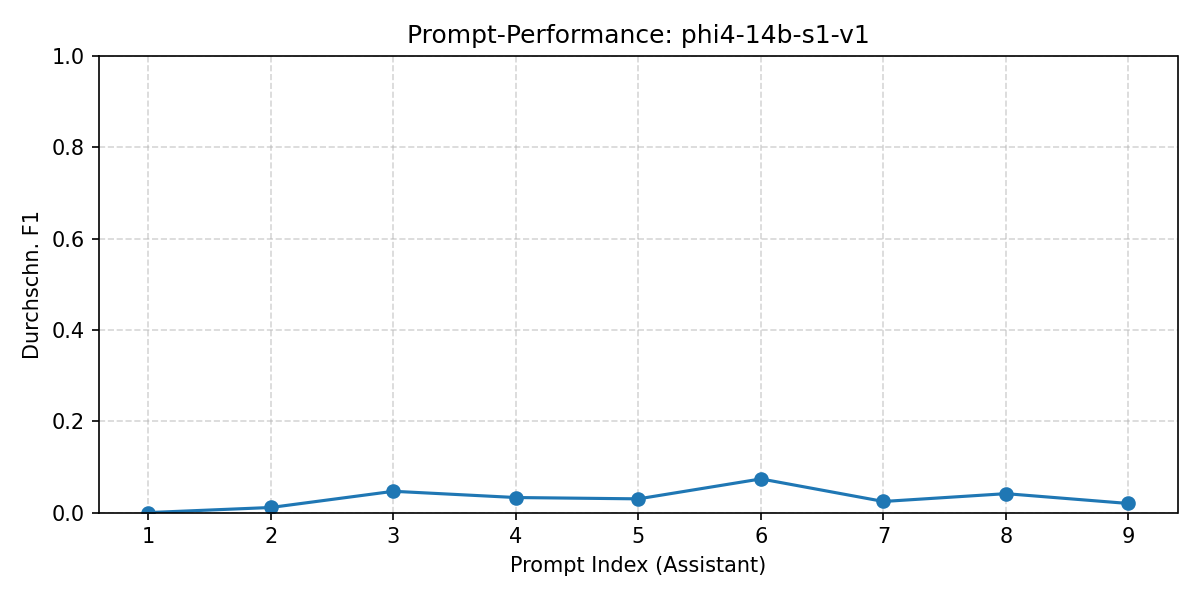 Prompt-Performance: phi4-14b-s1-v1
1.0
0.8
0.6
0.4
0.2
0.0
Durchschn. F1
1 2 3 4 5 6 7 8 9
Prompt Index (Assistant)